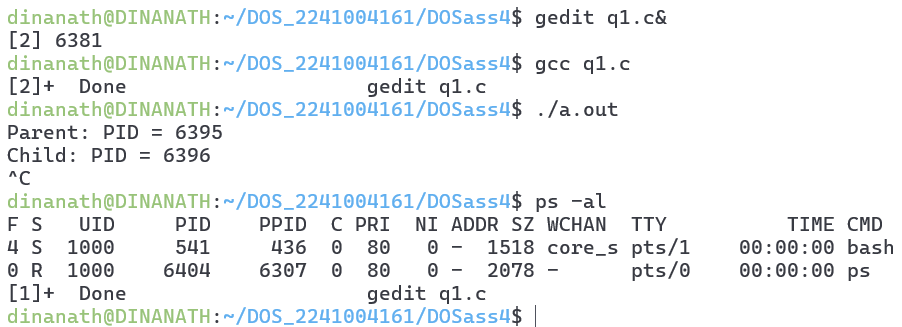 dinanath@DINANATH:~/DOS_2241004161/DOSass4$ gedit q1.c&
[2] 6381
dinanath@DINANATH:~/DOS_2241004161/DOSass4$ gcc q1.c
[2]+  Done                    gedit q1.c
dinanath@DINANATH:~/DOS_2241004161/DOSass4$ ./a.out
Parent: PID = 6395
Child: PID = 6396
^C
dinanath@DINANATH:~/DOS_2241004161/DOSass4$ ps -al
F S   UID     PID    PPID  C PRI  NI ADDR SZ WCHAN  TTY          TIME CMD
4 S  1000     541     436  0  80   0 -  1518 core_s pts/1    00:00:00 bash
0 R  1000    6404    6307  0  80   0 -  2078 -      pts/0    00:00:00 ps
[1]+  Done                    gedit q1.c
dinanath@DINANATH:~/DOS_2241004161/DOSass4$